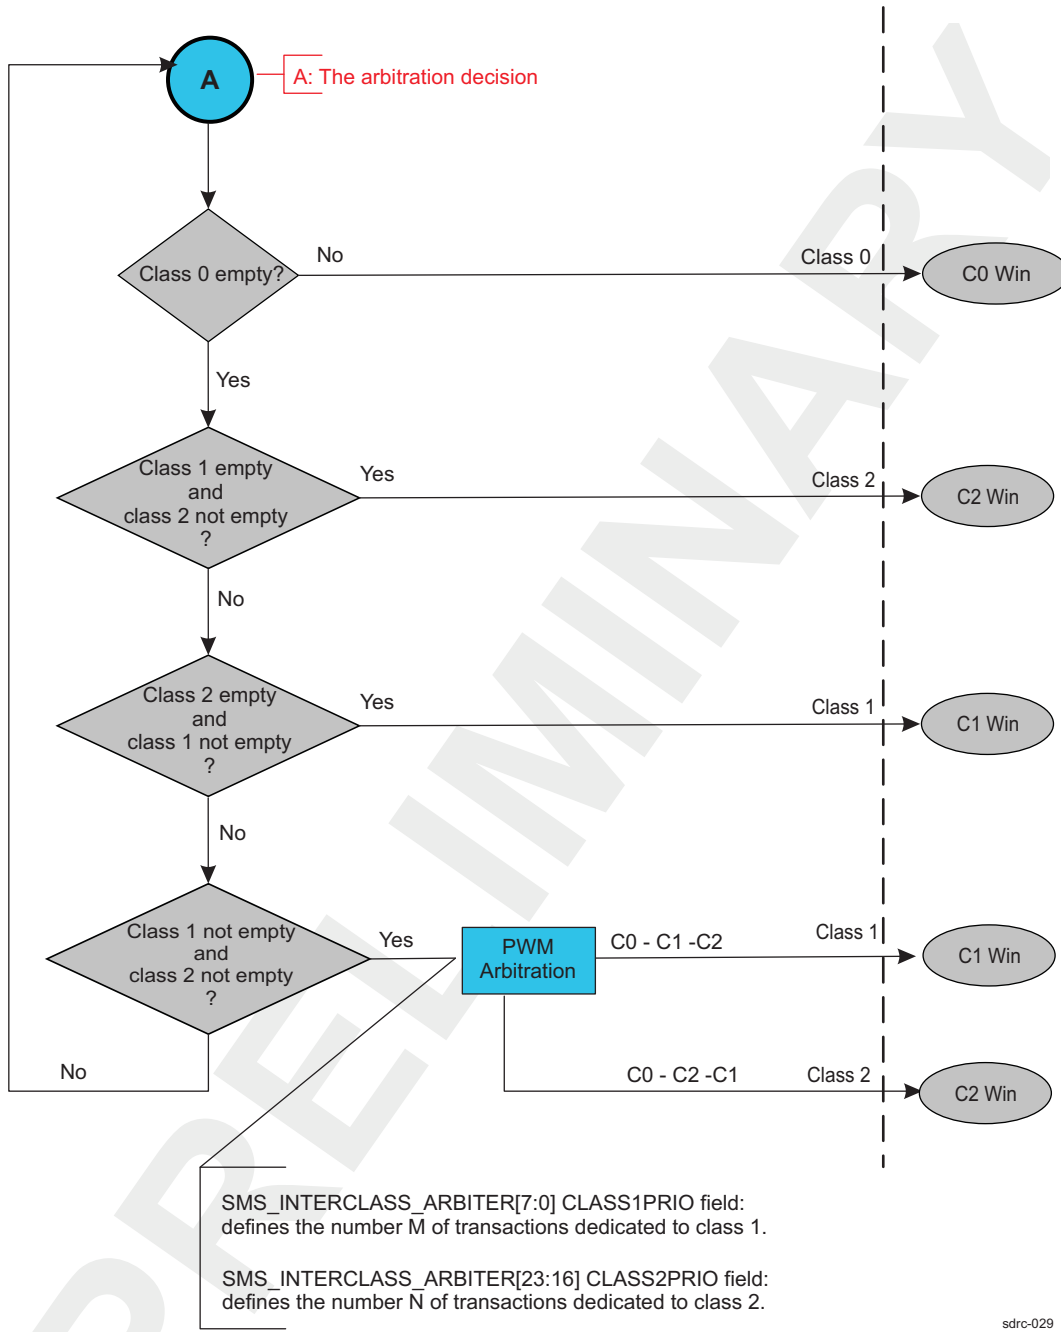 A
A: The arbitration decision
Class 0 empty?
No
Class 0
C0 Win
Yes
Class 1 empty
and
class 2 not empty
?
Yes
Class 2
C2 Win
No
Class 2 empty
and
class 1 not empty
?
Yes
Class 1
C1 Win
No
Class 1 not empty
and
class 2 not empty
?
Yes
PWM
Arbitration
C0 - C1 -C2
Class 1
C1 Win
No
C0 - C2 -C1
Class 2
C2 Win
SMS_INTERCLASS_ARBITER[7:0] CLASS1PRIO field:
defines the number M of transactions dedicated to class 1.
SMS_INTERCLASS_ARBITER[23:16] CLASS2PRIO field:
defines the number N of transactions dedicated to class 2.
sdrc-029
PRELIMINARY